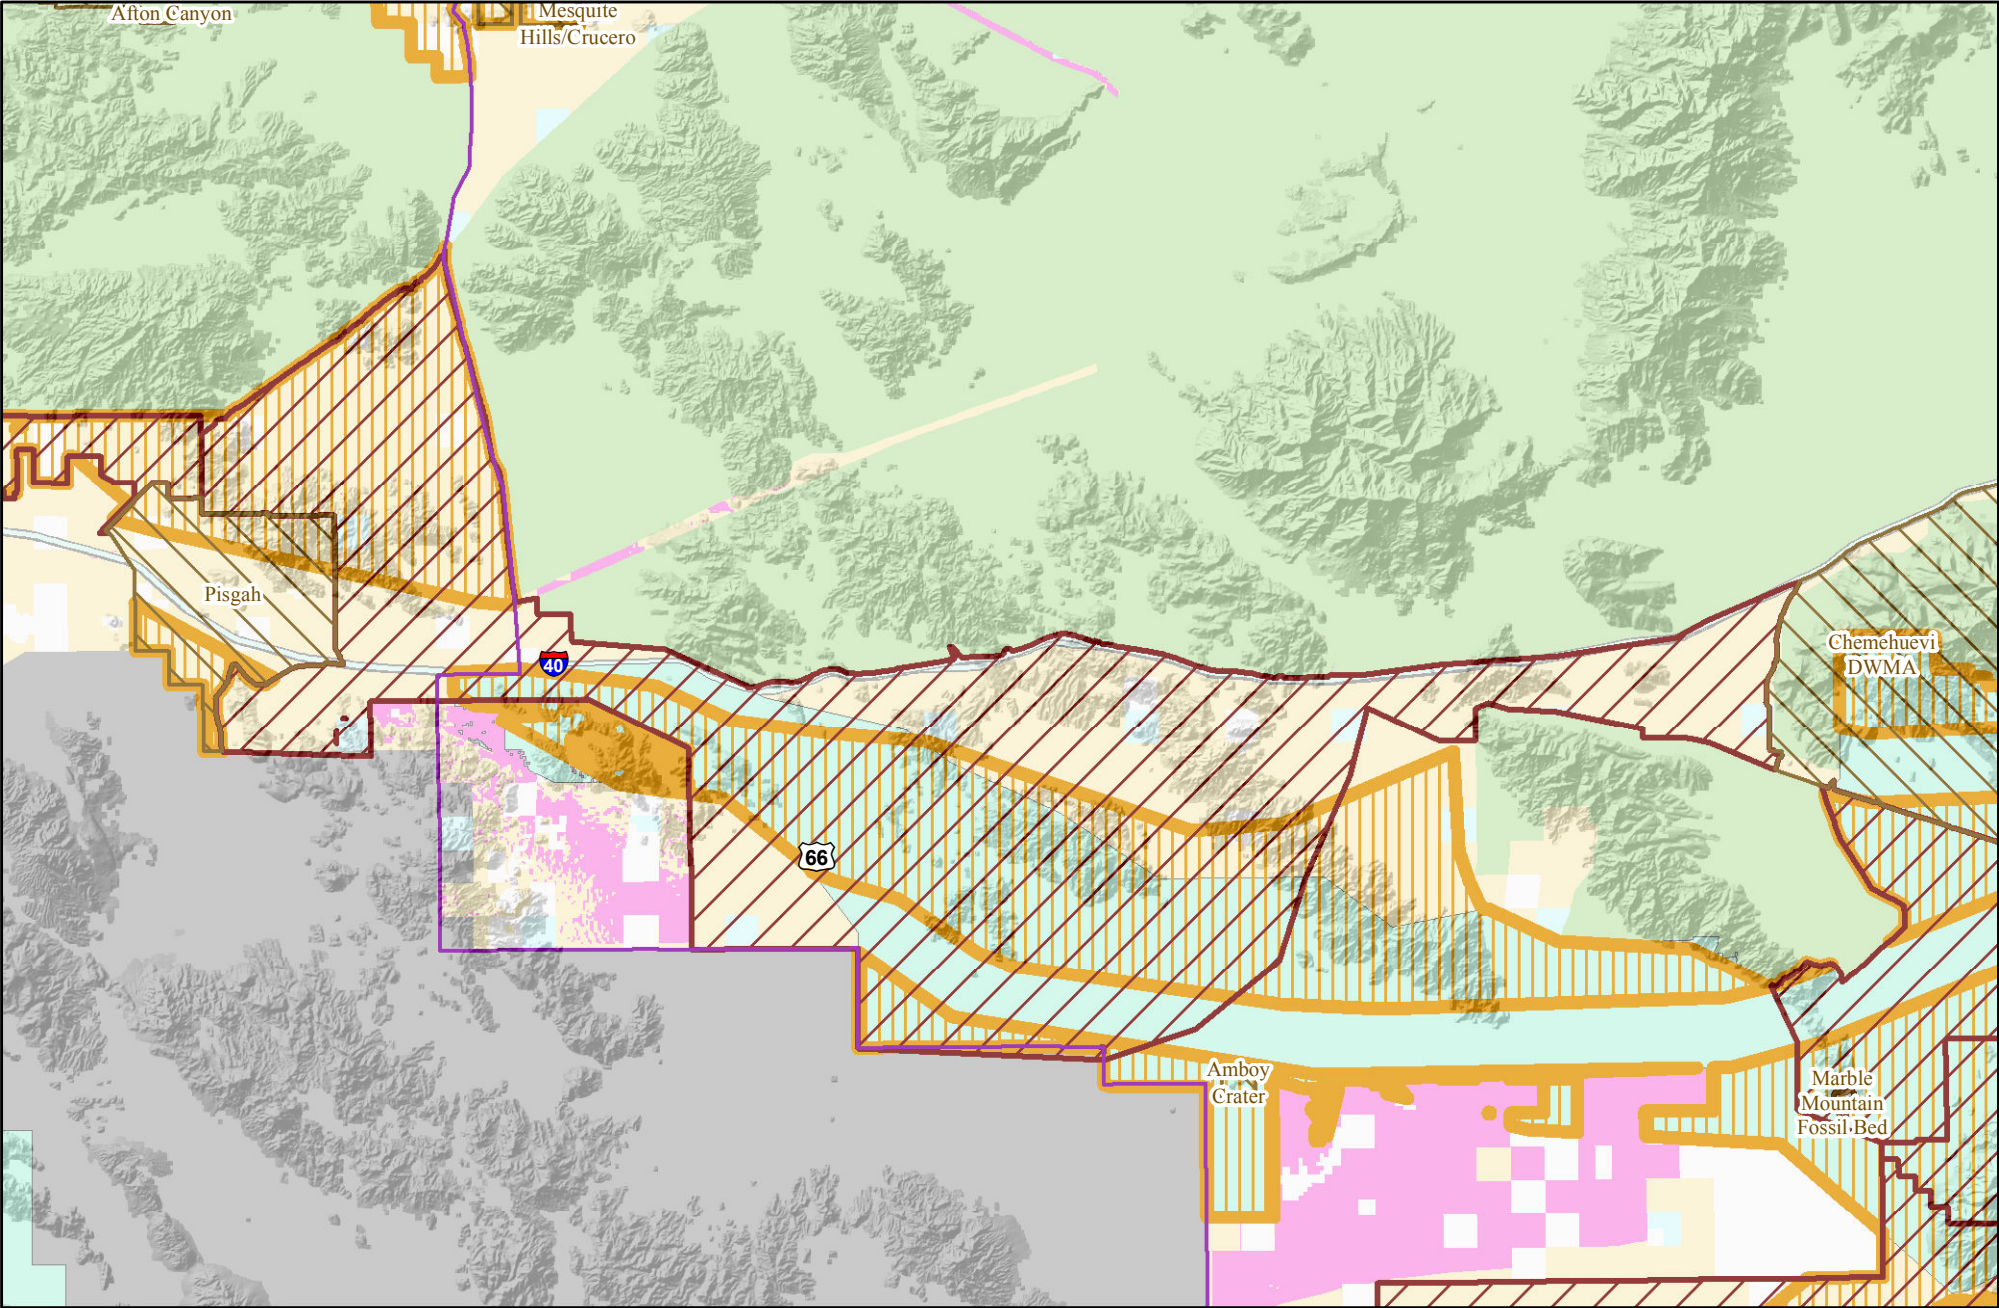 Afton Canyon
Mesquite
Hills/Crucero
Pisgah
40
Chemehuevi
DWMA
66
Amboy
Crater
Marble
Mountain
Fossil Bed